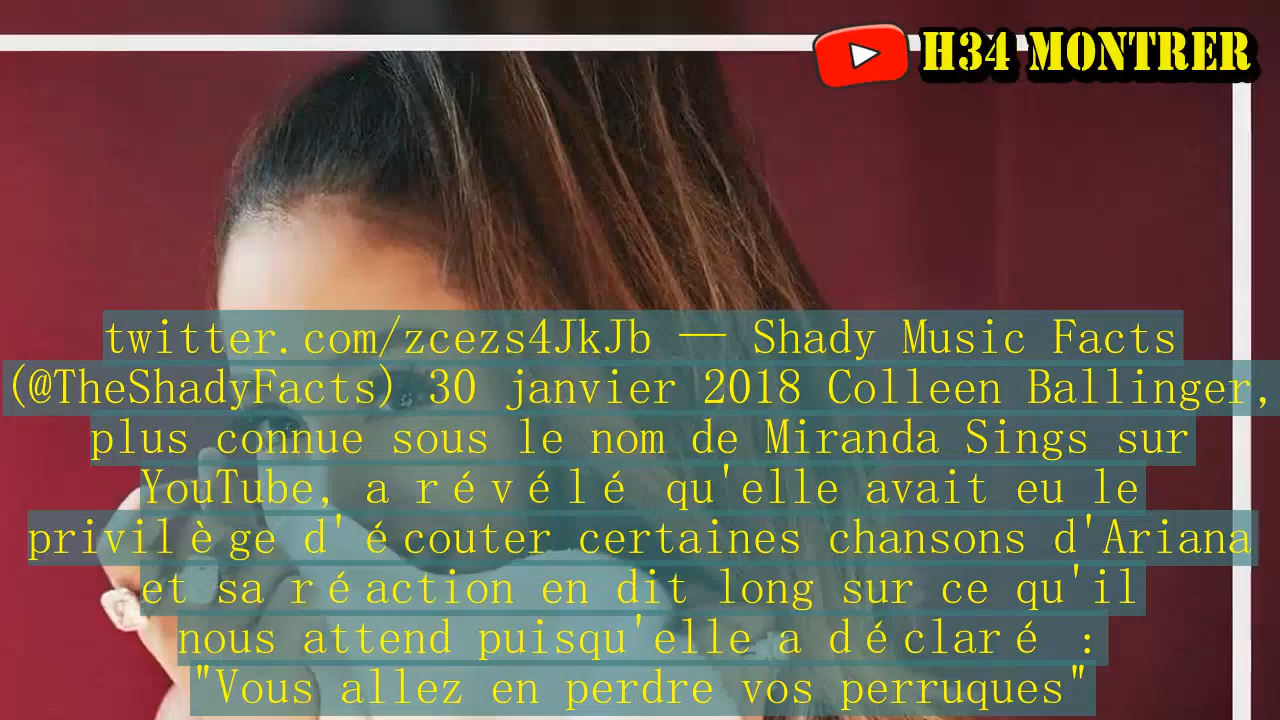 H34 MONTRER
twitter.com/zcezs4JkJb — Shady Music Facts
(@TheShadyFacts) 30 janvier 2018 Colleen Ballinger,
plus connue sous le nom de Miranda Sings sur
YouTube, a révélé qu'elle avait eu le
privilège d'écouter certaines chansons d'Ariana
et sa réaction en dit long sur ce qu'il
nous attend puisqu'elle a déclaré :
"Vous allez en perdre vos perruques"